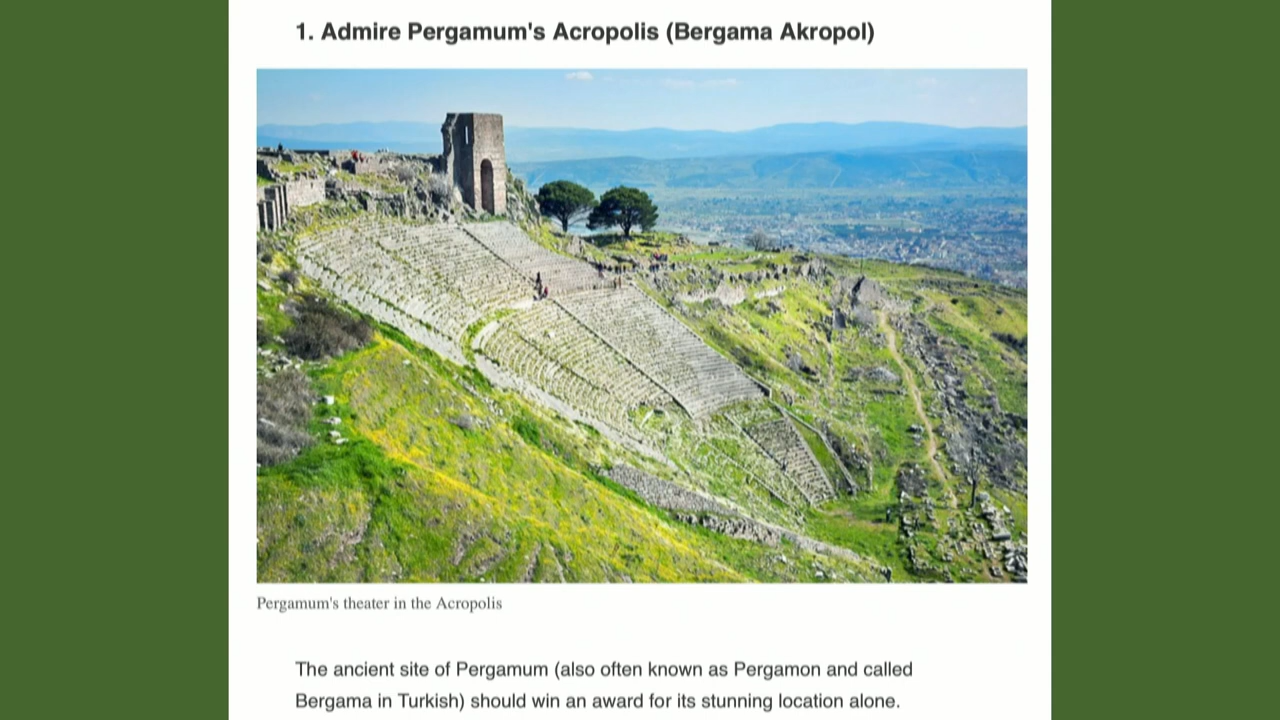 1. Admire Pergamum's Acropolis (Bergama Akropol)
Pergamum's theater in the Acropolis
The ancient site of Pergamum (also often known as Pergamon and called
Bergama in Turkish) should win an award for its stunning location alone.